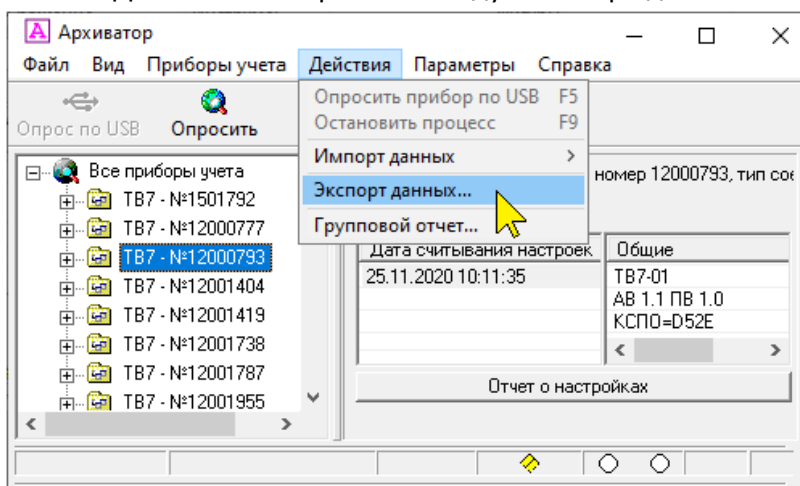 Архиватор
Файл Вид Приборы учета Действия Параметры Справка
Опрос по USB Опросить
Опросить прибор по USB F5
Остановить процесс F9
Импорт данных
Экспорт данных...
Групповой отчет...
Все приборы учета
ТВ7 - №1501792
ТВ7 - №12000777
ТВ7 - №12000793
ТВ7 - №12001404
ТВ7 - №12001419
ТВ7 - №12001738
ТВ7 - №12001787
ТВ7 - №12001955
номер 12000793, тип сое
Дата считывания настроек Общие
25.11.2020 10:11:35 ТВ7-01
АВ 1.1 ПВ 1.0
КСПО=D52E
Отчет о настройках